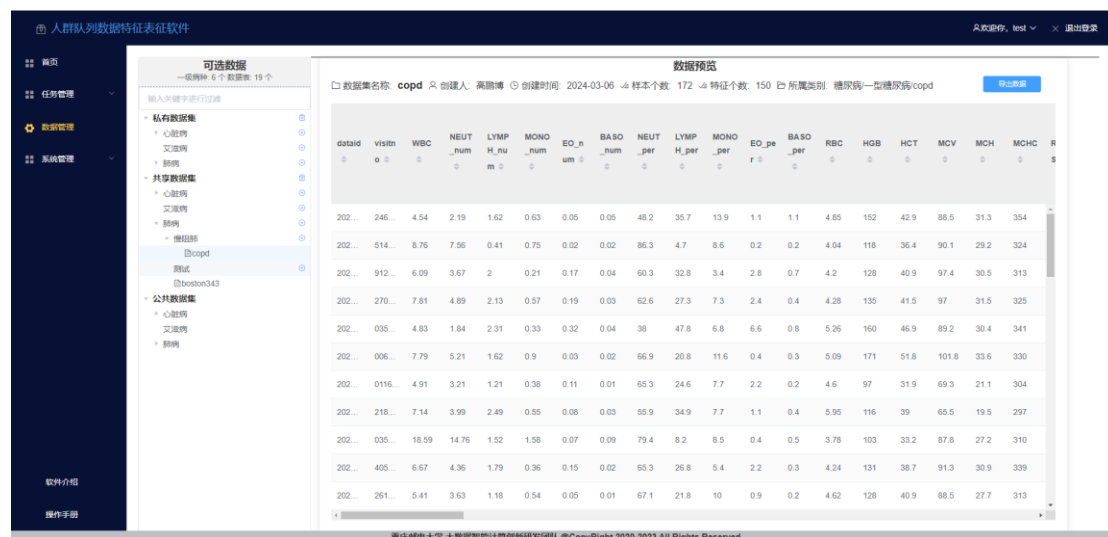 人群队列数据特征表征软件
欢迎你, test
退出登录
首页
任务管理
数据管理
系统管理
软件介绍
操作手册
可选数据
一级病种: 6 个 数据表: 19 个
输入关键字进行过滤
私有数据集
心脏病
艾滋病
肺病
共享数据集
心脏病
艾滋病
肺病
慢阻肺
copd
测试
boston343
公共数据集
心脏病
艾滋病
肺病
数据预览
数据集名称: copd 创建人: 高鹏博 创建时间: 2024-03-06 样本个数: 172 特征个数: 150 所属类别: 糖尿病/一型糖尿病/copd
导出数据
dataid visitno WBC NEUT_num LYMPH_num MONO_num EO_num BASO_num NEUT_per LYMPH_per MONO_per EO_per BASO_per RBC HGB HCT MCV MCH MCHC
202... 246... 4.54 2.19 1.62 0.63 0.05 0.05 48.2 35.7 13.9 1.1 1.1 4.85 152 42.9 88.5 31.3 354
202... 514... 8.76 7.56 0.41 0.75 0.02 0.02 86.3 4.7 8.6 0.2 0.2 4.04 118 36.4 90.1 29.2 324
202... 912... 6.09 3.67 2 0.21 0.17 0.04 60.3 32.8 3.4 2.8 0.7 4.2 128 40.9 97.4 30.5 313
202... 270... 7.81 4.89 2.13 0.57 0.19 0.03 62.6 27.3 7.3 2.4 0.4 4.28 135 41.5 97 31.5 325
202... 035... 4.83 1.84 2.31 0.33 0.32 0.04 38 47.8 6.8 6.6 0.8 5.26 160 46.9 89.2 30.4 341
202... 006... 7.79 5.21 1.62 0.9 0.03 0.02 66.9 20.8 11.6 0.4 0.3 5.09 171 51.8 101.8 33.6 330
202... 0116... 4.91 3.21 1.21 0.38 0.11 0.01 65.3 24.6 7.7 2.2 0.2 4.6 97 31.9 69.3 21.1 304
202... 218... 7.14 3.99 2.49 0.55 0.08 0.03 55.9 34.9 7.7 1.1 0.4 5.95 116 39 65.5 19.5 297
202... 035... 18.59 14.76 1.52 1.58 0.07 0.09 79.4 8.2 8.5 0.4 0.5 3.78 103 33.2 87.8 27.2 310
202... 405... 6.67 4.36 1.79 0.36 0.15 0.02 65.3 26.8 5.4 2.2 0.3 4.24 131 38.7 91.3 30.9 339
202... 261... 5.41 3.63 1.18 0.54 0.05 0.01 67.1 21.8 10 0.9 0.2 4.62 128 40.9 88.5 27.7 313
重庆邮电大学 大数据智能计算创新研发团队 @CopyRight 2020-2023 All Rights Reserved